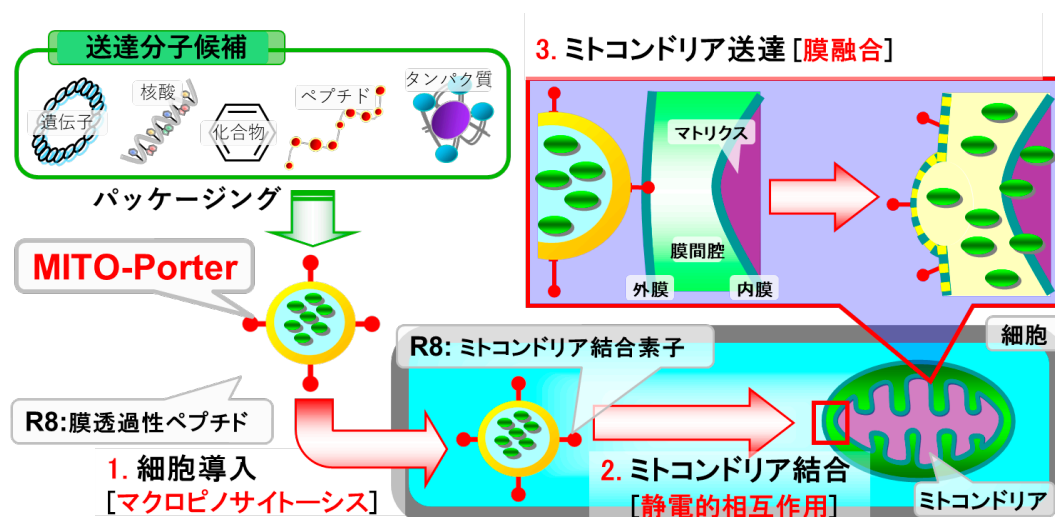 送達分子候補
遺伝子
核酸
化合物
ペプチド
タンパク質
パッケージング
MITO-Porter
R8:膜透過性ペプチド
1. 細胞導入
[マクロピノサイトーシス]
R8: ミトコンドリア結合素子
2. ミトコンドリア結合
[静電的相互作用]
3. ミトコンドリア送達 [膜融合]
マトリクス
膜間腔
外膜
内膜
細胞
ミトコンドリア